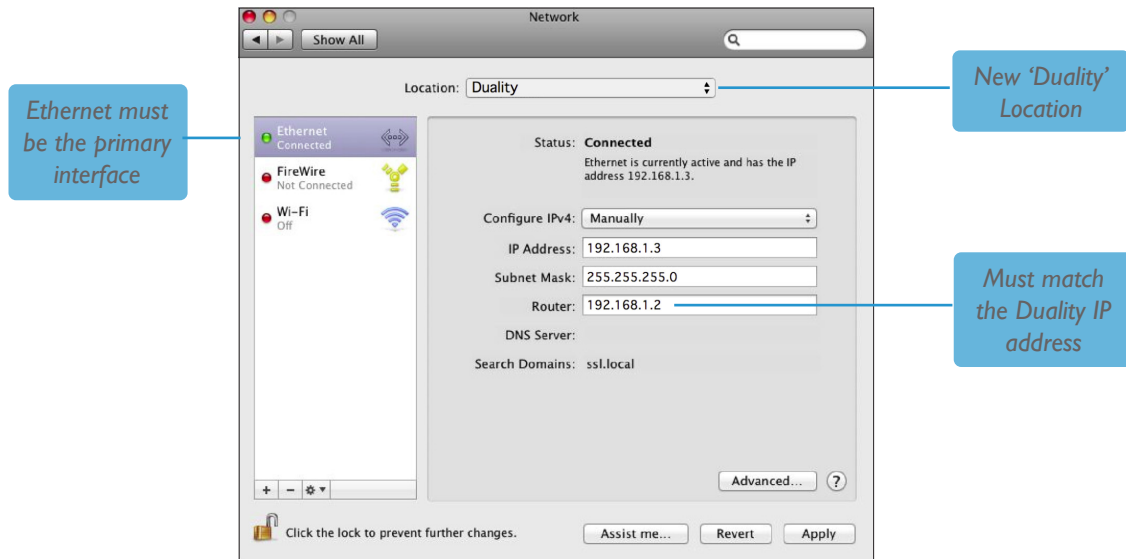 Network
Show All
Location: Duality
Ethernet must
be the primary
interface
New ‘Duality’
Location
Ethernet
Connected
FireWire
Not Connected
Wi-Fi
Off
Status: Connected
Ethernet is currently active and has the IP
address 192.168.1.3.
Configure IPv4: Manually
IP Address: 192.168.1.3
Subnet Mask: 255.255.255.0
Router: 192.168.1.2
DNS Server:
Search Domains: ssl.local
Must match
the Duality IP
address
Advanced... ?
+ −
Click the lock to prevent further changes.
Assist me... Revert Apply